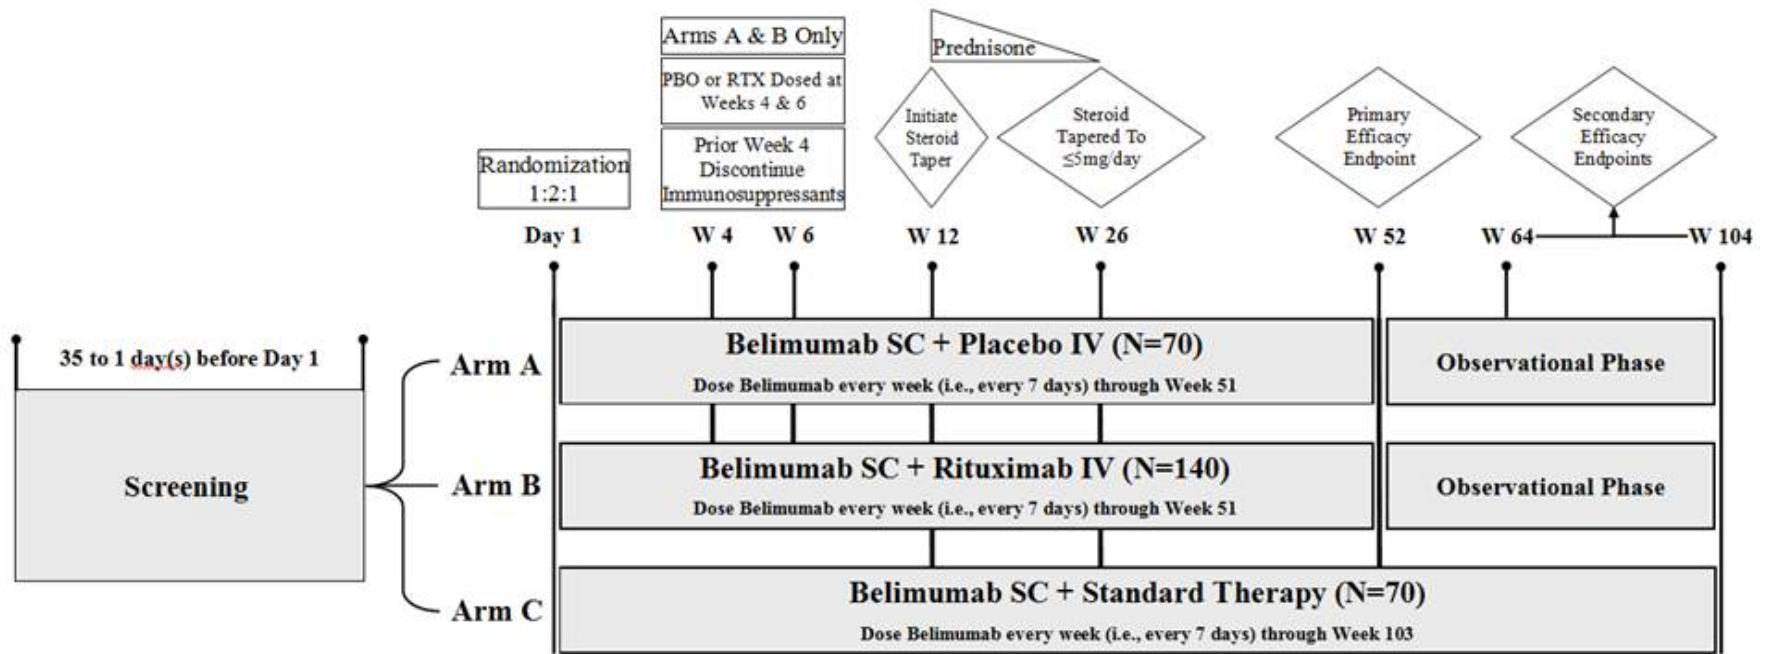 Arms A & B Only
PBO or RTX Dosed at
Weeks 4 & 6
Prior Week 4
Discontinue
Immunosuppressants
Prednisone
Initiate
Steroid
Taper
Steroid
Tapered To
≤5mg/day
Primary
Efficacy
Endpoint
Secondary
Efficacy
Endpoints
Randomization
1:2:1
Day 1
W 4
W 6
W 12
W 26
W 52
W 64
W 104
35 to 1 day(s) before Day 1
Screening
Arm A
Belimumab SC + Placebo IV (N=70)
Dose Belimumab every week (i.e., every 7 days) through Week 51
Observational Phase
Arm B
Belimumab SC + Rituximab IV (N=140)
Dose Belimumab every week (i.e., every 7 days) through Week 51
Observational Phase
Arm C
Belimumab SC + Standard Therapy (N=70)
Dose Belimumab every week (i.e., every 7 days) through Week 103